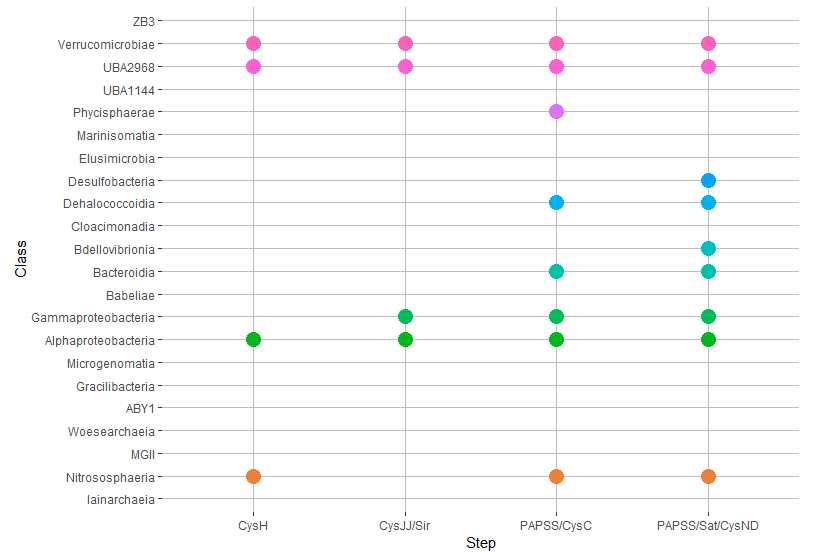 ZB3
Verrucomicrobiae
UBA2968
UBA1144
Phycisphaerae
Marinisomatia
Elusimicrobia
Desulfobacteria
Dehalococcoidia
Cloacimonadia
Bdellovibrionia
Bacteroidia
Babeliae
Gammaproteobacteria
Alphaproteobacteria
Microgenomatia
Gracilibacteria
ABY1
Woesearchaeia
MGII
Nitrososphaeria
Iainarchaeia
Class
CysH
CysJJ/Sir
PAPSS/CysC
PAPSS/Sat/CysND
Step